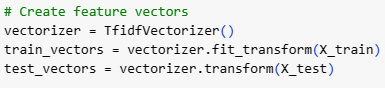 # Create feature vectors
vectorizer = TfidfVectorizer()
train_vectors = vectorizer.fit_transform(X_train)
test_vectors = vectorizer.transform(X_test)